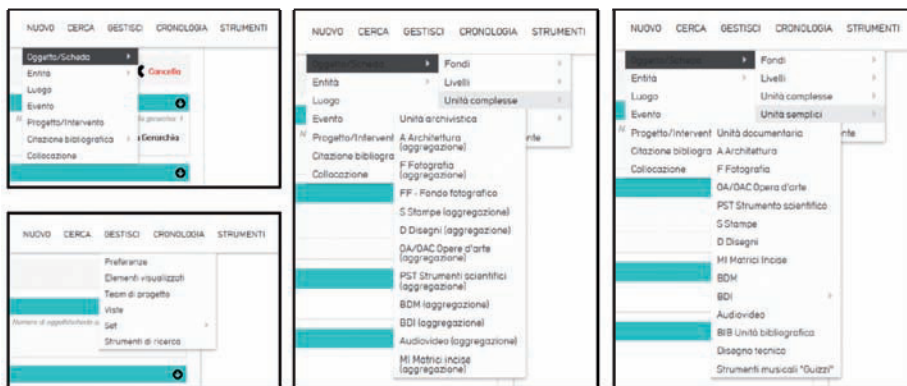 NUOVO CERCA GESTISCI CRONOLOGIA STRUMENTI
Oggetto/Scheda
Entità
Cancella
Luogo
Evento
Progetto/Intervento
Citazione bibliografica
Gerarchia
Collocazione
NUOVO CERCA GESTISCI CRONOLOGIA STRUMENTI
Preferenze
Elementi visualizzati
Team di progetto
Viste
Set
Strumenti di ricerca
NUOVO CERCA GESTISCI CRONOLOGIA STRUMENTI
Oggetto/Scheda Fondi
Entità Livelli
Luogo Unità complesse
Evento Unità archivistica
Progetto/Intervent A Architettura
(aggregazione)
Citazione bibliogra F Fotografia
(aggregazione)
Collocazione
FF - Fondo fotografico
S Stampe (aggregazione)
D Disegni (aggregazione)
OA/OAC Opere d'arte
(aggregazione)
PST Strumenti scientifici
(aggregazione)
BDM (aggregazione)
BDI (aggregazione)
Audiovideo (aggregazione)
MI Matrici incise
(aggregazione)
NUOVO CERCA GESTISCI CRONOLOGIA STRUMENTI
Oggetto/Scheda Fondi
Entità Livelli
Luogo Unità complesse
Evento Unità semplici
Progetto/Intervent Unità documentaria
Citazione bibliogra A Architettura
Collocazione F Fotografia
OA/OAC Opera d'arte
PST Strumento scientifico
S Stampe
D Disegni
MI Matrici Incise
BDM
BDI
Audiovideo
BIB Unità bibliografica
Disegno tecnico
Strumenti musicali "Guizzi"